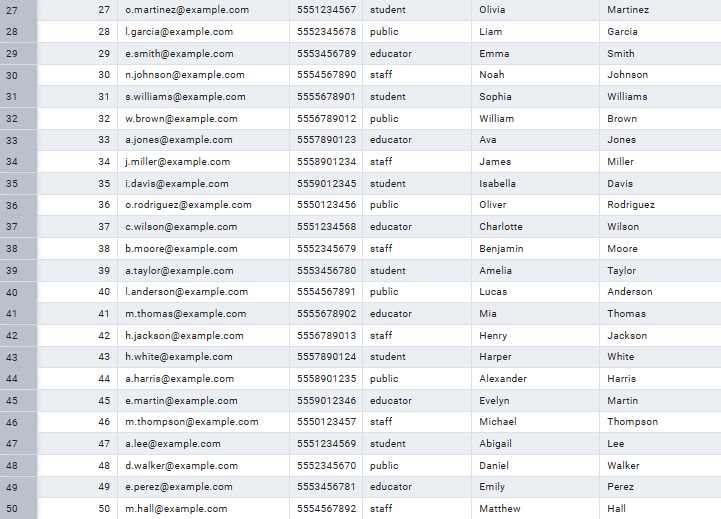 27 27 o.martinez@example.com 5551234567 student Olivia Martinez
28 28 l.garcia@example.com 5552345678 public Liam Garcia
29 29 e.smith@example.com 5553456789 educator Emma Smith
30 30 n.johnson@example.com 5554567890 staff Noah Johnson
31 31 s.williams@example.com 5555678901 student Sophia Williams
32 32 w.brown@example.com 5556789012 public William Brown
33 33 a.jones@example.com 5557890123 educator Ava Jones
34 34 j.miller@example.com 5558901234 staff James Miller
35 35 i.davis@example.com 5559012345 student Isabella Davis
36 36 o.rodriguez@example.com 5550123456 public Oliver Rodriguez
37 37 c.wilson@example.com 5551234568 educator Charlotte Wilson
38 38 b.moore@example.com 5552345679 staff Benjamin Moore
39 39 a.taylor@example.com 5553456780 student Amelia Taylor
40 40 l.anderson@example.com 5554567891 public Lucas Anderson
41 41 m.thomas@example.com 5555678902 educator Mia Thomas
42 42 h.jackson@example.com 5556789013 staff Henry Jackson
43 43 h.white@example.com 5557890124 student Harper White
44 44 a.harris@example.com 5558901235 public Alexander Harris
45 45 e.martin@example.com 5559012346 educator Evelyn Martin
46 46 m.thompson@example.com 5550123457 staff Michael Thompson
47 47 a.lee@example.com 5551234569 student Abigail Lee
48 48 d.walker@example.com 5552345670 public Daniel Walker
49 49 e.perez@example.com 5553456781 educator Emily Perez
50 50 m.hall@example.com 5554567892 staff Matthew Hall